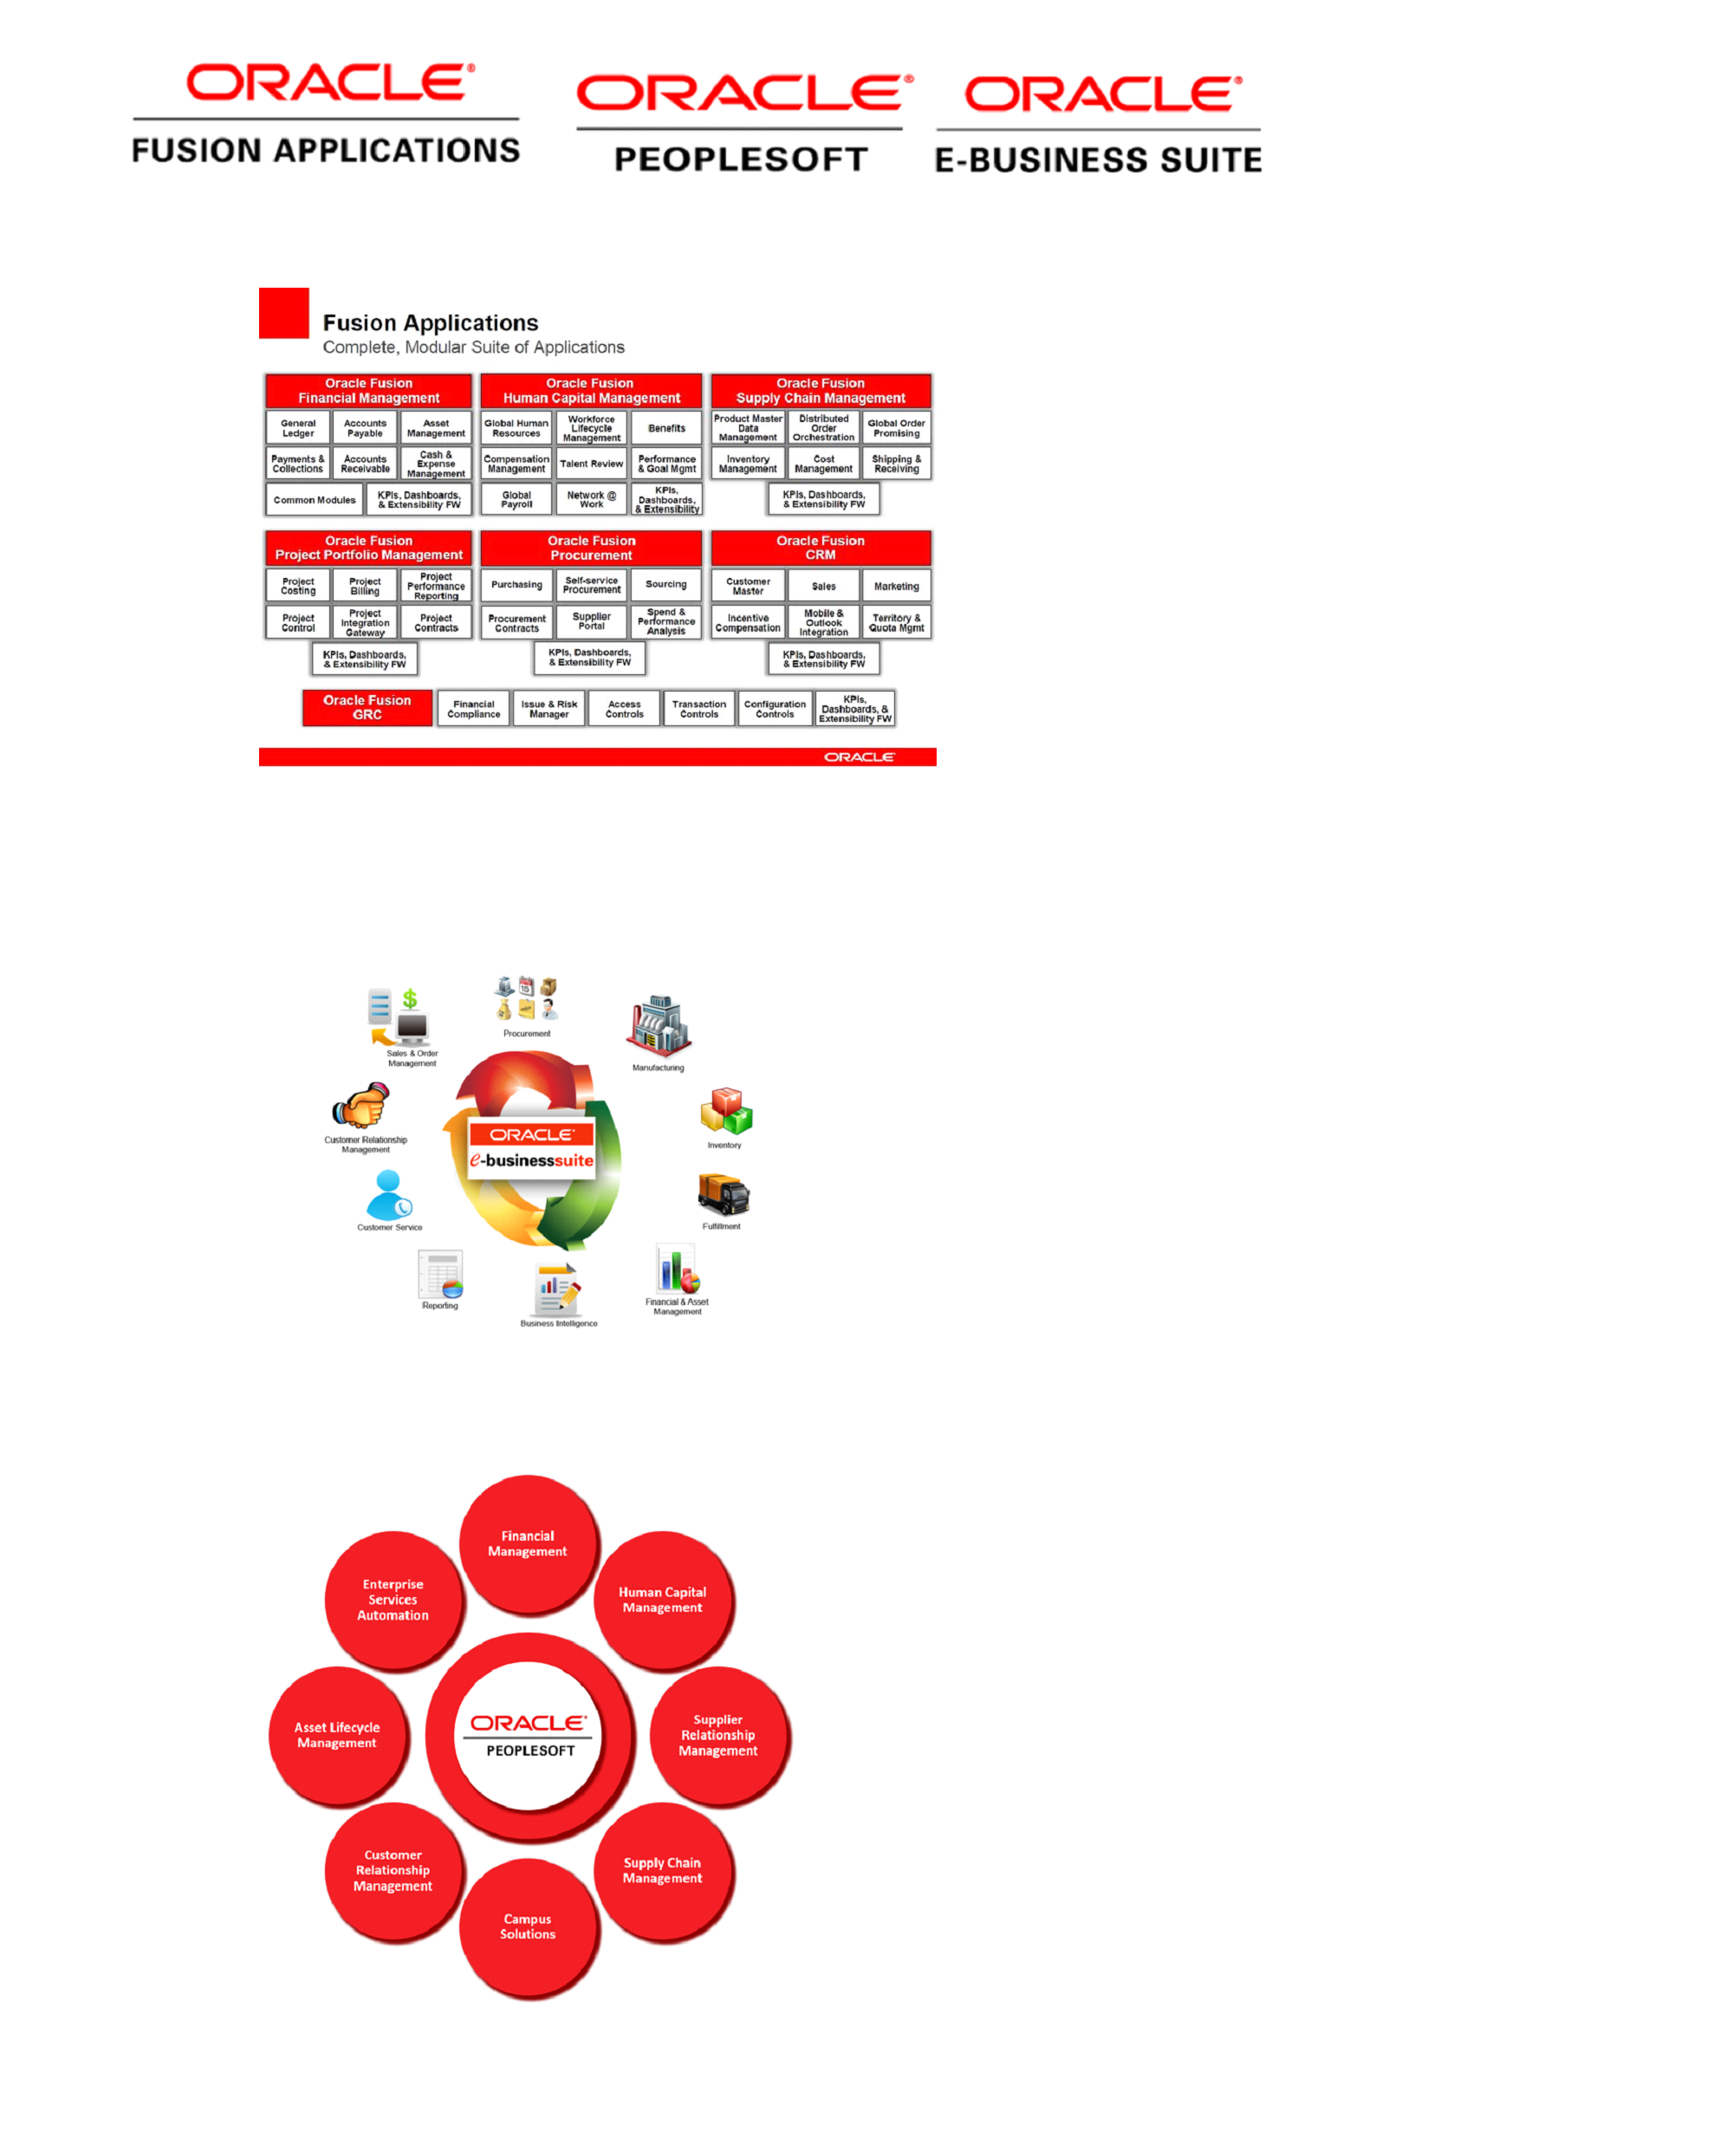 ORACLE®
FUSION APPLICATIONS
ORACLE®
PEOPLESOFT
ORACLE®
E-BUSINESS SUITE
Fusion Applications
Complete, Modular Suite of Applications
Oracle Fusion
Financial Management
General
Ledger
Accounts
Payable
Asset
Management
Payments &
Collections
Accounts
Receivable
Cash &
Expense
Management
Common Modules
KPIs, Dashboards,
& Extensibility FW
Oracle Fusion
Human Capital Management
Global Human
Resources
Workforce
Lifecycle
Management
Benefits
Compensation
Management
Talent Review
Performance
& Goal Mgmt
Global
Payroll
Network @
Work
KPIs,
Dashboards,
& Extensibility
Oracle Fusion
Supply Chain Management
Product Master
Data
Management
Distributed
Order
Orchestration
Global Order
Promising
Inventory
Management
Cost
Management
Shipping &
Receiving
KPIs, Dashboards,
& Extensibility FW
Oracle Fusion
Project Portfolio Management
Project
Costing
Project
Billing
Project
Performance
Reporting
Project
Control
Project
Integration
Gateway
Project
Contracts
KPIs, Dashboards,
& Extensibility FW
Oracle Fusion
Procurement
Purchasing
Self-service
Procurement
Sourcing
Procurement
Contracts
Supplier
Portal
Spend &
Performance
Analysis
KPIs, Dashboards,
& Extensibility FW
Oracle Fusion
CRM
Customer
Master
Sales
Marketing
Incentive
Compensation
Mobile &
Outlook
Integration
Territory &
Quota Mgmt
KPIs, Dashboards,
& Extensibility FW
Oracle Fusion
GRC
Financial
Compliance
Issue & Risk
Manager
Access
Controls
Transaction
Controls
Configuration
Controls
KPIs,
Dashboards, &
Extensibility FW
ORACLE
Procurement
15
$
Sales & Order
Management
Manufacturing
Customer Relationship
Management
ORACLE
e-businesssuite
Inventory
Customer Service
Fulfillment
Reporting
Business Intelligence
Financial & Asset
Management
Financial
Management
Enterprise
Services
Automation
Human Capital
Management
Asset Lifecycle
Management
ORACLE
PEOPLESOFT
Supplier
Relationship
Management
Customer
Relationship
Management
Supply Chain
Management
Campus
Solutions